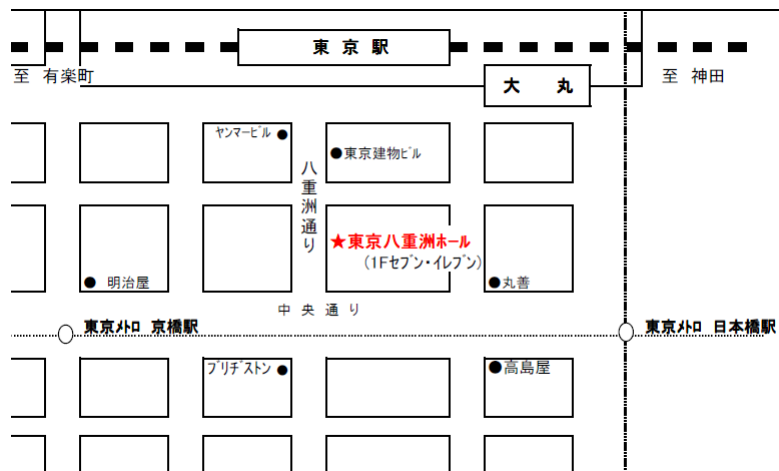 東 京 駅
至 有楽町
大 丸
至 神田
ヤンマービル ●
●東京建物ビル
八重洲通り
★東京八重洲ホール
(1Fセブン・イレブン)
● 明治屋
●丸善
中 央 通 り
東京メトロ 京橋駅
東京メトロ 日本橋駅
ブリヂストン ●
●高島屋